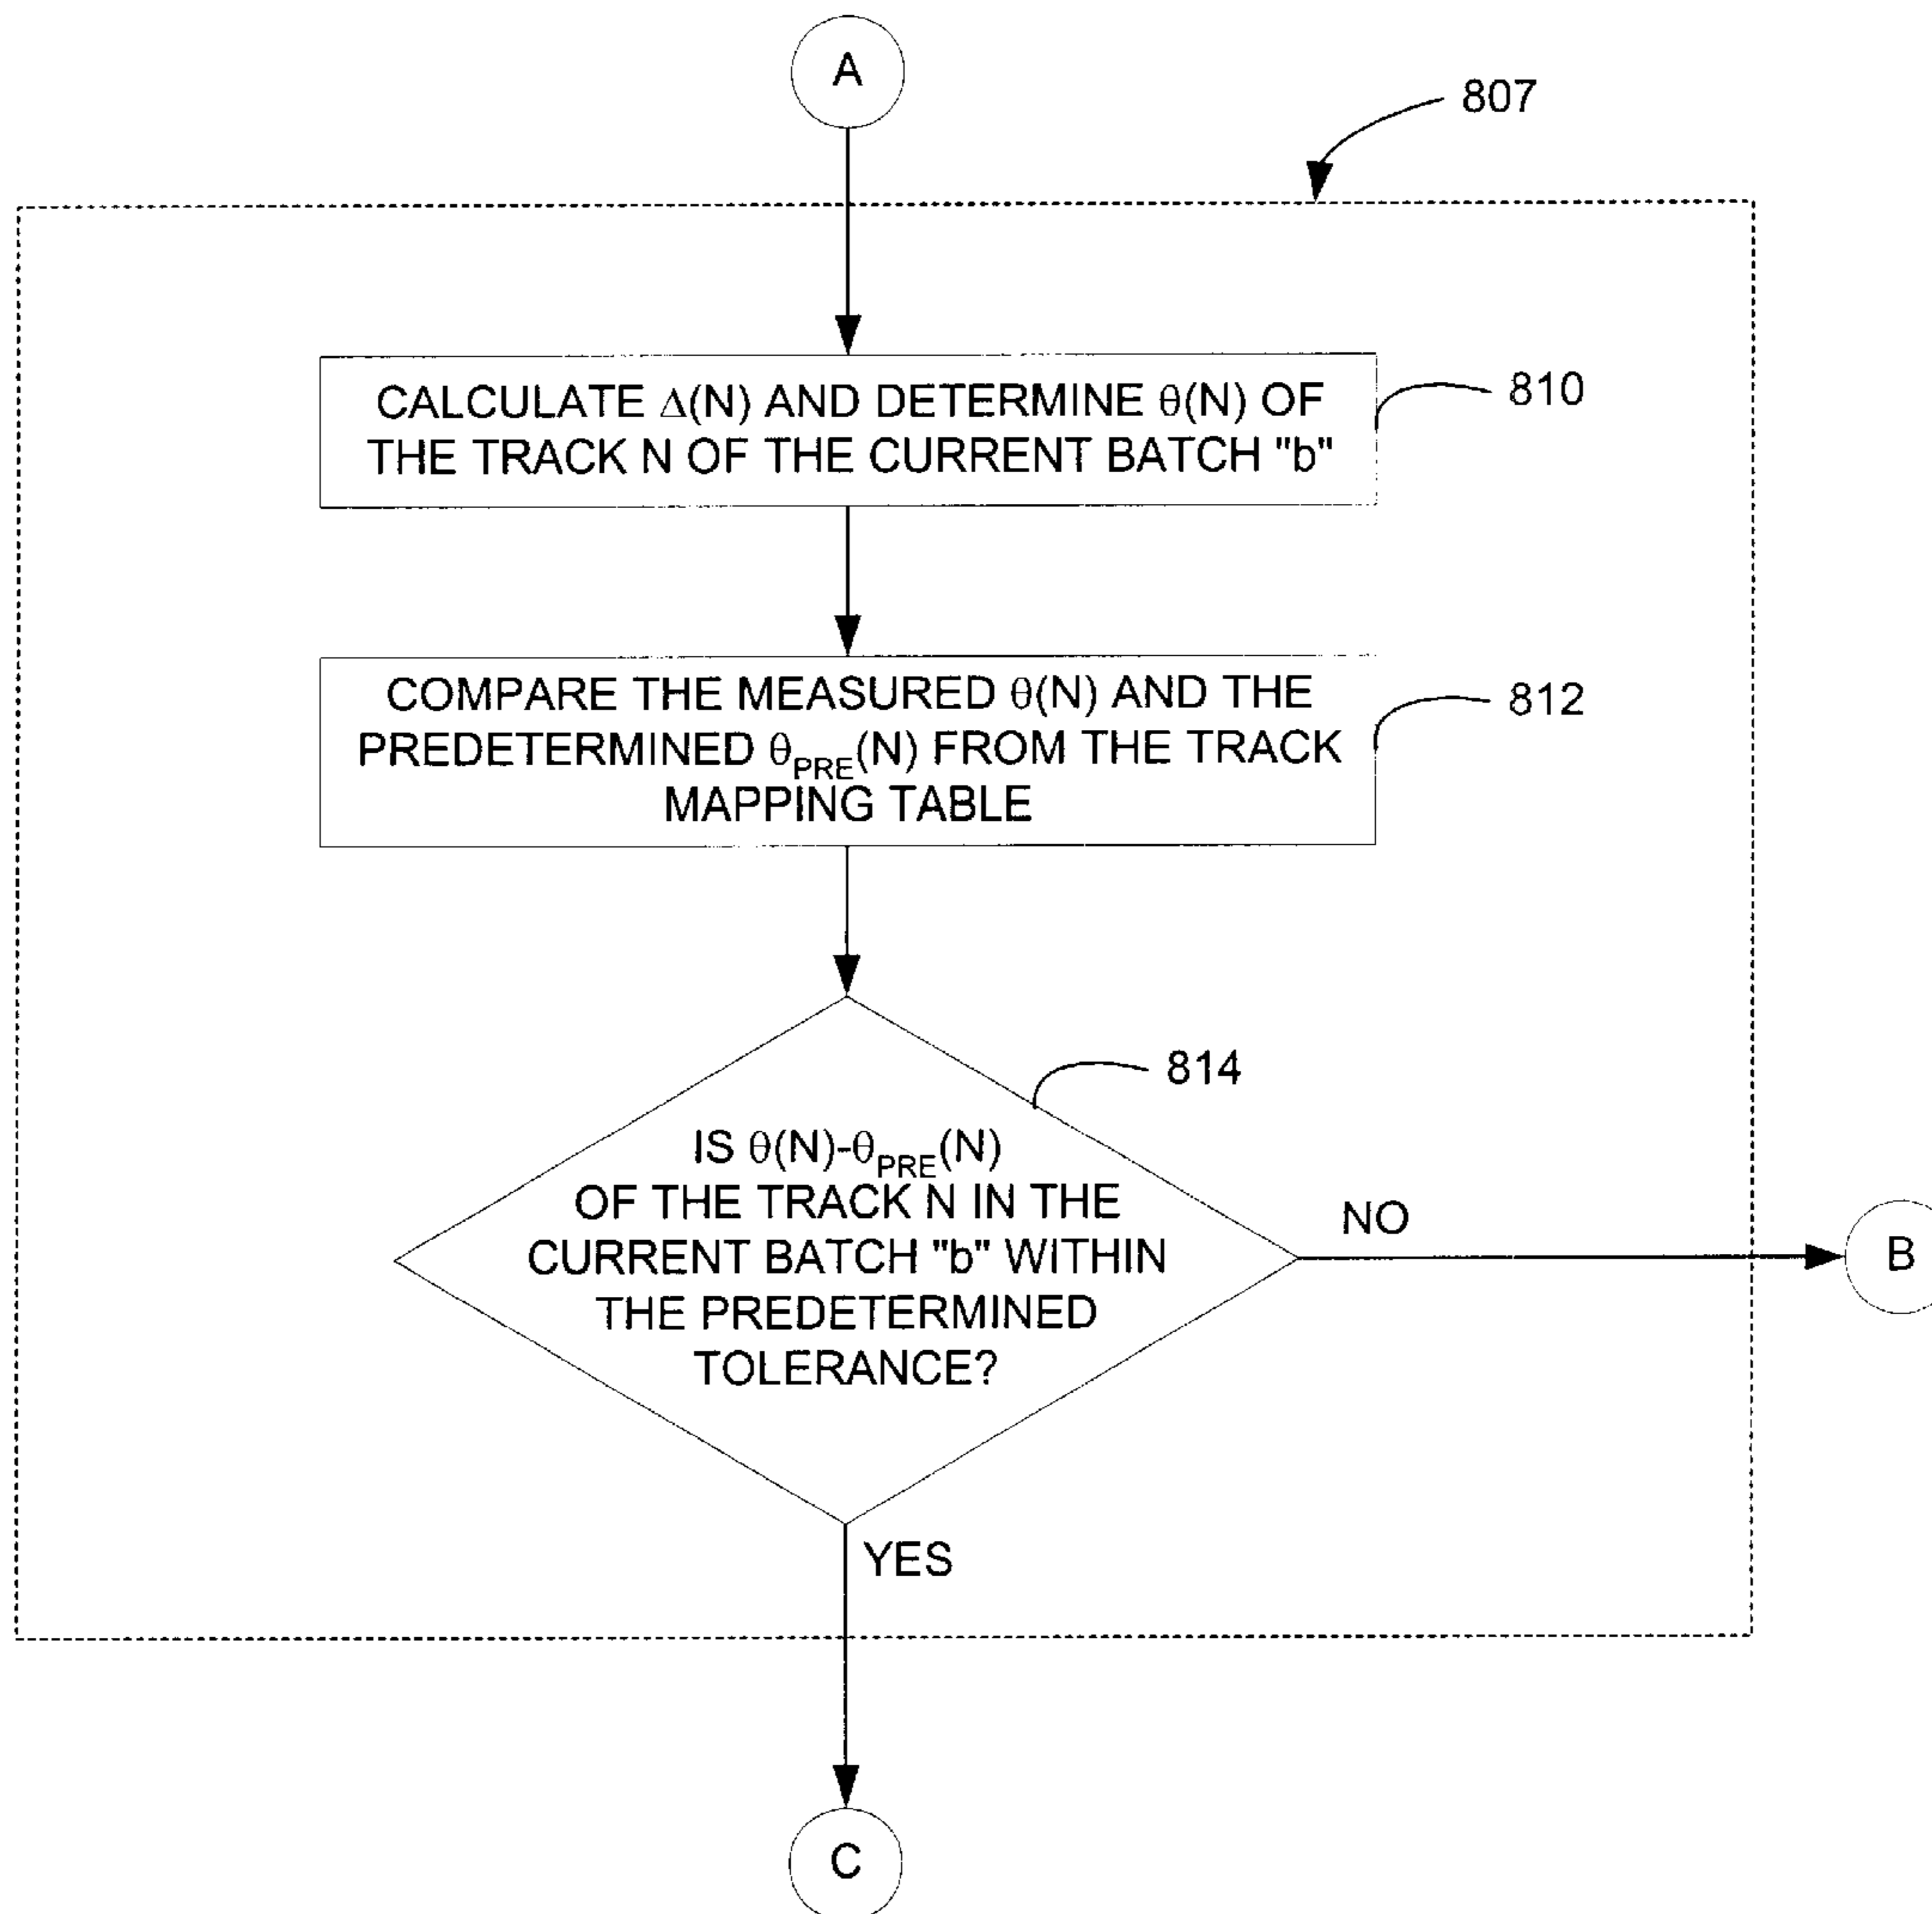 A
807
CALCULATE Δ(N) AND DETERMINE θ(N) OF
THE TRACK N OF THE CURRENT BATCH "b"
810
COMPARE THE MEASURED θ(N) AND THE
PREDETERMINED θPRE(N) FROM THE TRACK
MAPPING TABLE
812
814
IS θ(N)-θPRE(N)
OF THE TRACK N IN THE
CURRENT BATCH "b" WITHIN
THE PREDETERMINED
TOLERANCE?
NO
B
YES
C